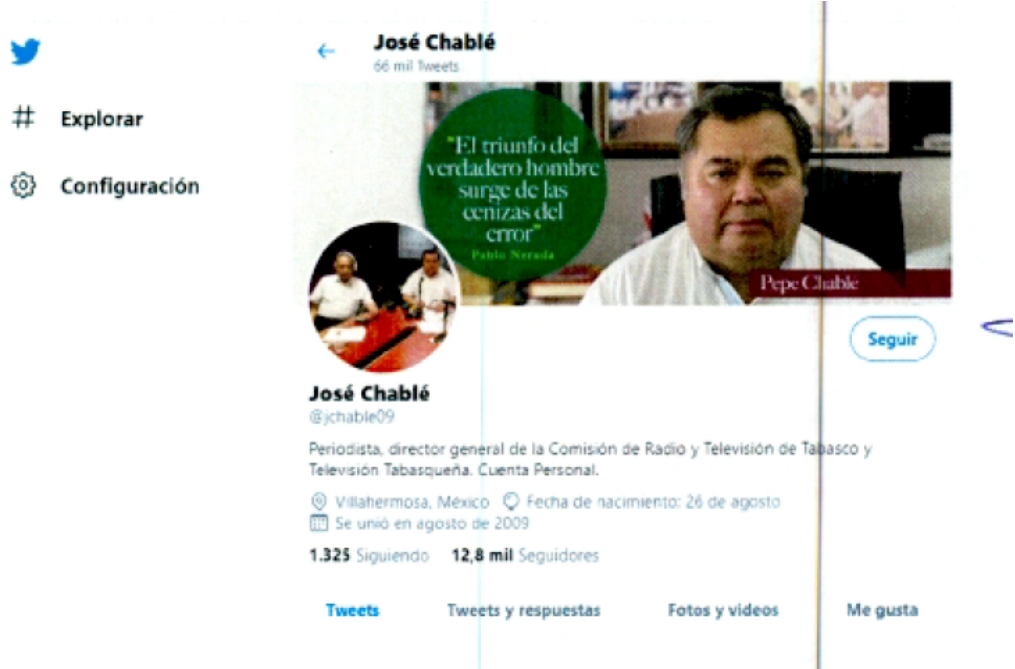 José Chablé
66 mil Tweets
Explorar
Configuración
"El triunfo del
verdadero hombre
surge de las
cenizas del
error"
Pablo Neruda
Pepe Chable
Seguir
José Chablé
@jchable09
Periodista, director general de la Comisión de Radio y Televisión de Tabasco y
Televisión Tabasqueña. Cuenta Personal.
Villahermosa, México Fecha de nacimiento: 26 de agosto
Se unió en agosto de 2009
1.325 Siguiendo 12,8 mil Seguidores
Tweets Tweets y respuestas Fotos y videos Me gusta